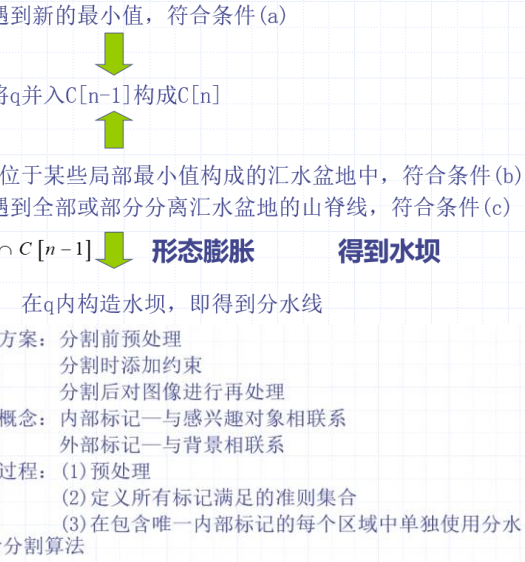 遇到新的最小值，符合条件(a)
将q并入C[n-1]构成C[n]
位于某些局部最小值构成的汇水盆地中，符合条件(b)
遇到全部或部分分离汇水盆地的山脊线，符合条件(c)
∩ C [n - 1] 形态膨胀 得到水坝
在q内构造水坝，即得到分水线
方案：分割前预处理
分割时添加约束
分割后对图像进行再处理
概念：内部标记—与感兴趣对象相联系
外部标记—与背景相联系
过程：(1)预处理
(2)定义所有标记满足的准则集合
(3)在包含唯一内部标记的每个区域中单独使用分水
分割算法